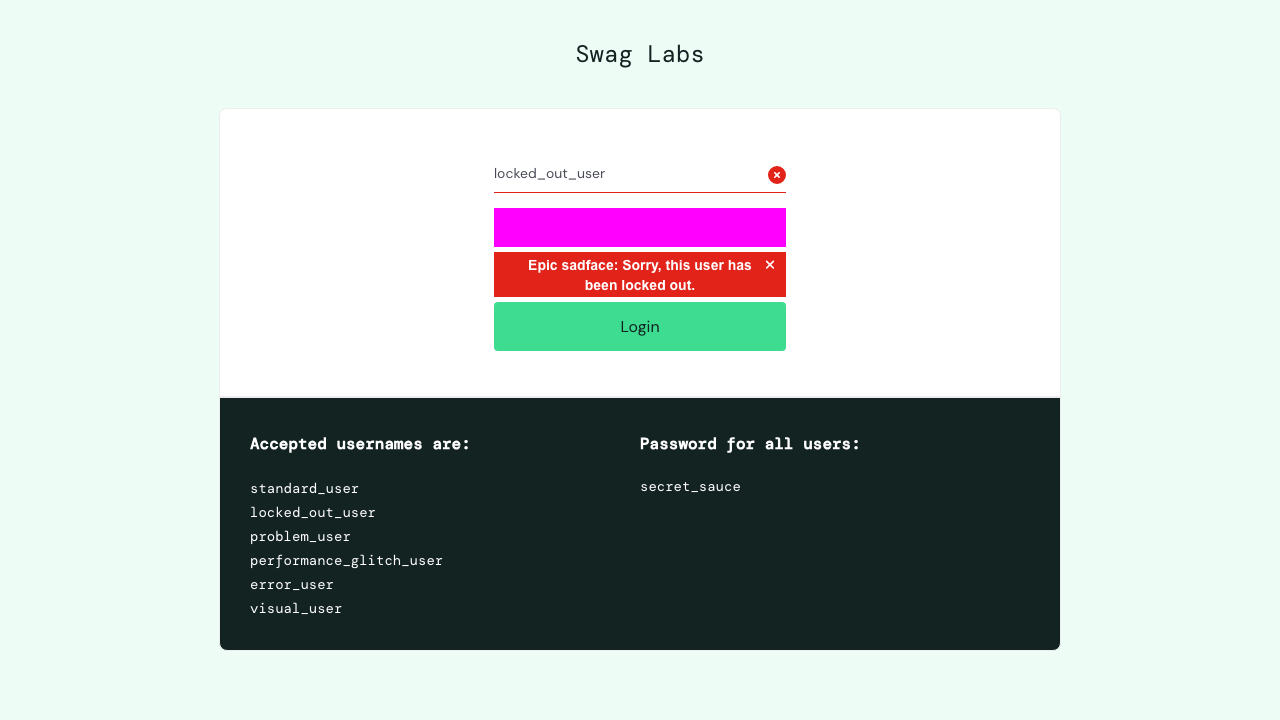 Swag Labs
locked_out_user
Epic sadface: Sorry, this user has
been locked out.
Login
Accepted usernames are:
standard_user
locked_out_user
problem_user
performance_glitch_user
error_user
visual_user
Password for all users:
secret_sauce